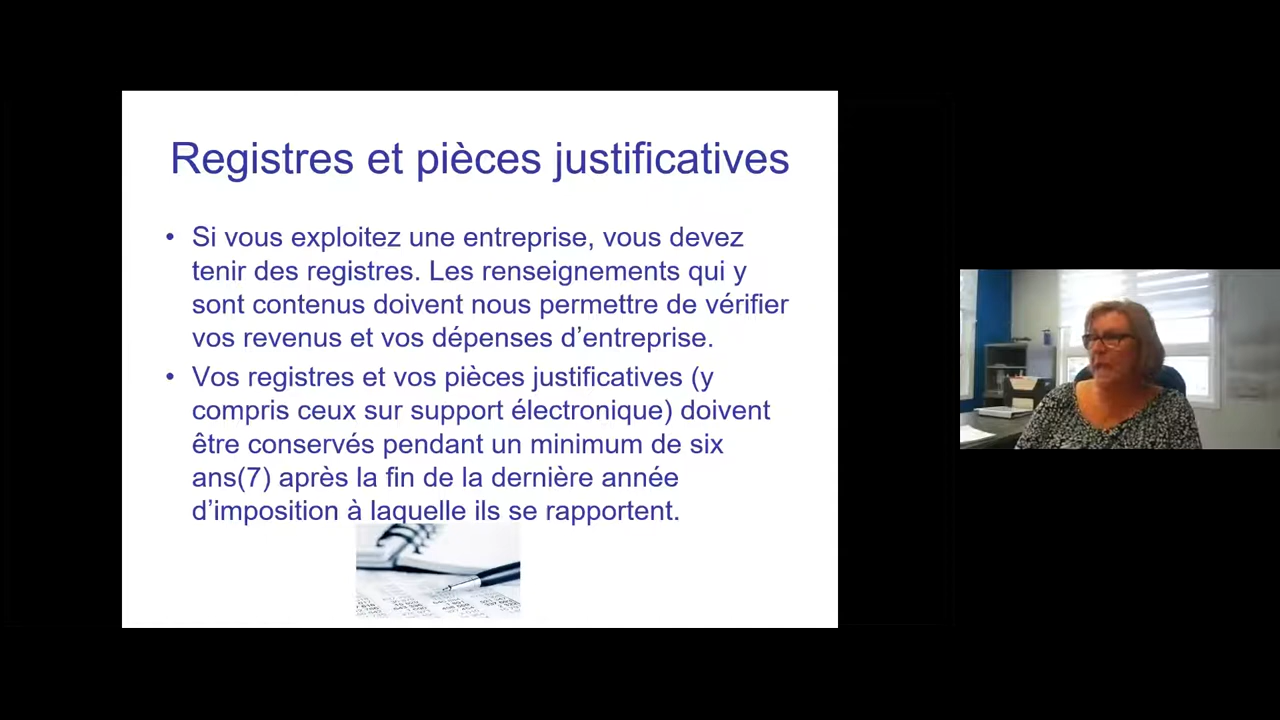 Registres et pièces justificatives
• Si vous exploitez une entreprise, vous devez
tenir des registres. Les renseignements qui y
sont contenus doivent nous permettre de vérifier
vos revenus et vos dépenses d’entreprise.
• Vos registres et vos pièces justificatives (y
compris ceux sur support électronique) doivent
être conservés pendant un minimum de six
ans(7) après la fin de la dernière année
d’imposition à laquelle ils se rapportent.